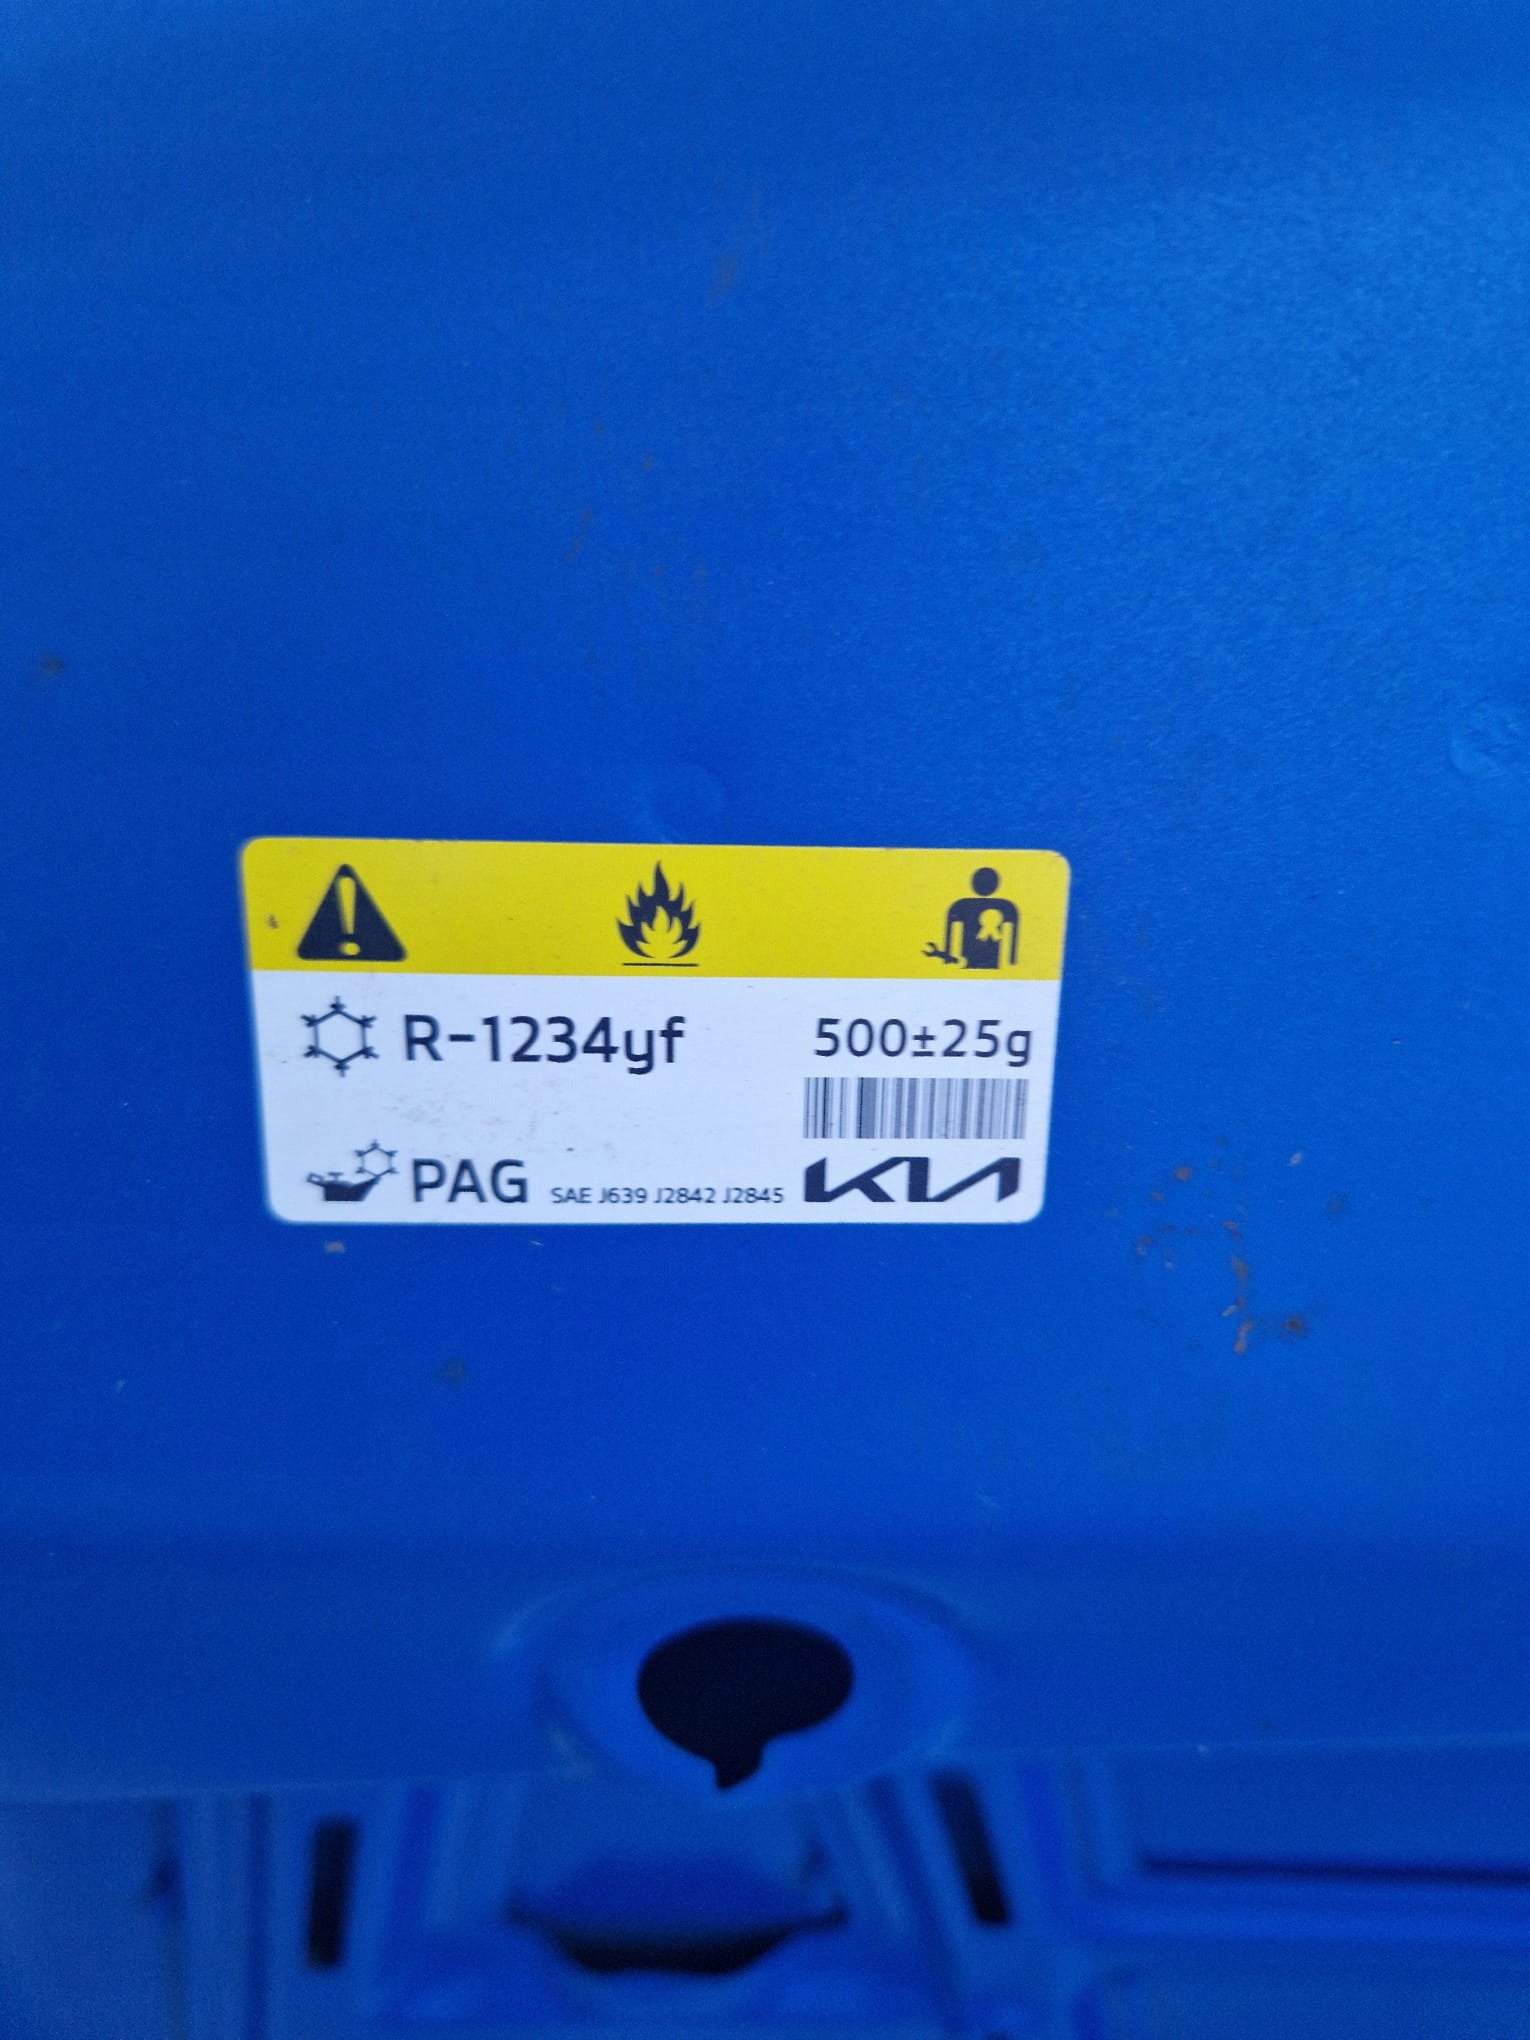 R-1234yf 500±25g
PAG SAE J639 J2842 J2845 KIA